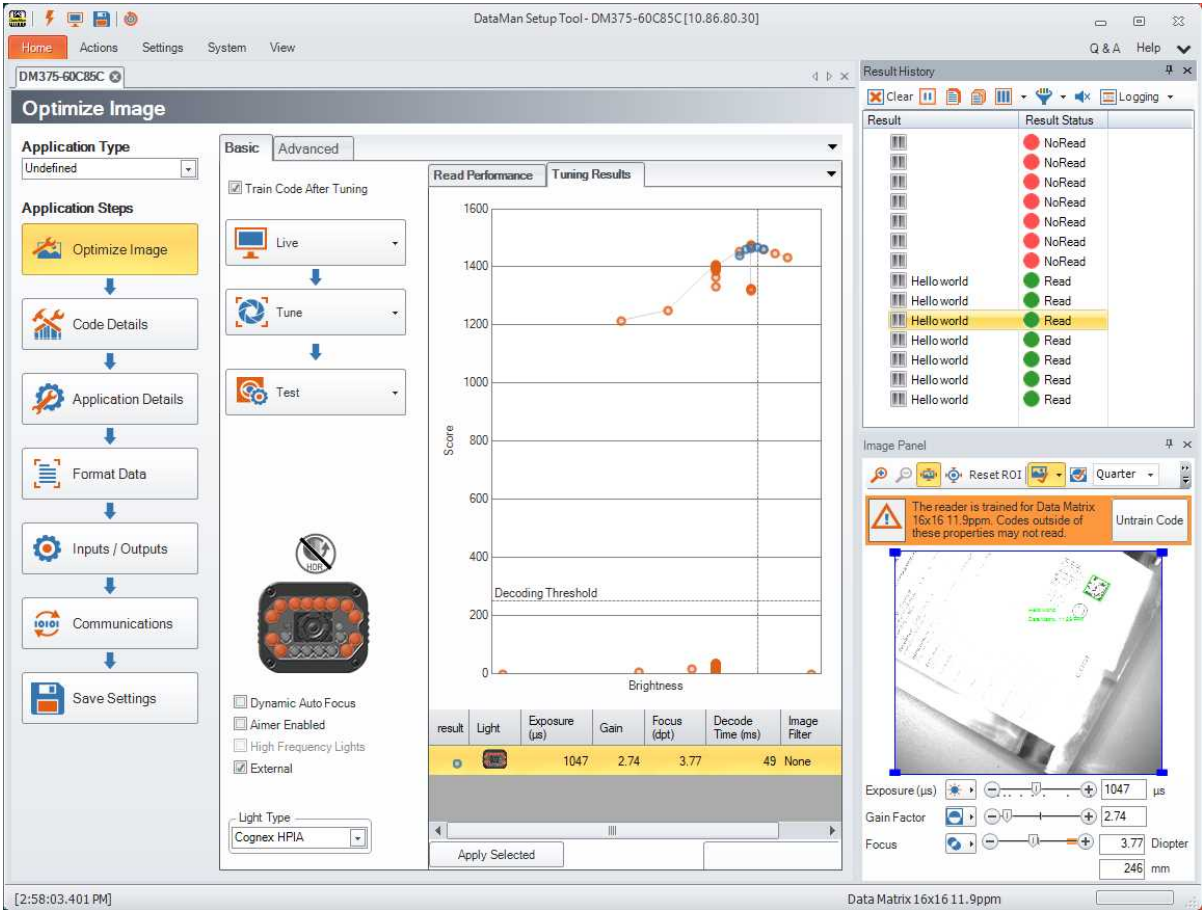 DataMan Setup Tool - DM375-60C85C [10.86.80.30]
Home Actions Settings System View Q & A Help
DM375-60C85C
Optimize Image
Application Type
Undefined
Application Steps
Optimize Image
Code Details
Application Details
Format Data
Inputs / Outputs
Communications
Save Settings
Basic Advanced
Train Code After Tuning
Live
Tune
Test
HDR
Dynamic Auto Focus
Aimer Enabled
High Frequency Lights
External
Light Type
Cognex HPIA
Read Performance Tuning Results
1600
1400
1200
1000
800
600
400
200
0
Score
Decoding Threshold
Brightness
result Light Exposure (µs) Gain Focus (dpt) Decode Time (ms) Image Filter
1047 2.74 3.77 49 None
Apply Selected
Result History
Clear Logging
Result Result Status
NoRead
NoRead
NoRead
NoRead
NoRead
NoRead
NoRead
Hello world Read
Hello world Read
Hello world Read
Hello world Read
Hello world Read
Hello world Read
Hello world Read
Image Panel
Reset ROI Quarter
The reader is trained for Data Matrix
16x16 11.9ppm. Codes outside of
these properties may not read.
Untrain Code
Hello world
Exposure (µs) 1047 µs
Gain Factor 2.74
Focus 3.77 Diopter
246 mm
[2:58:03.401 PM] Data Matrix 16x16 11.9ppm